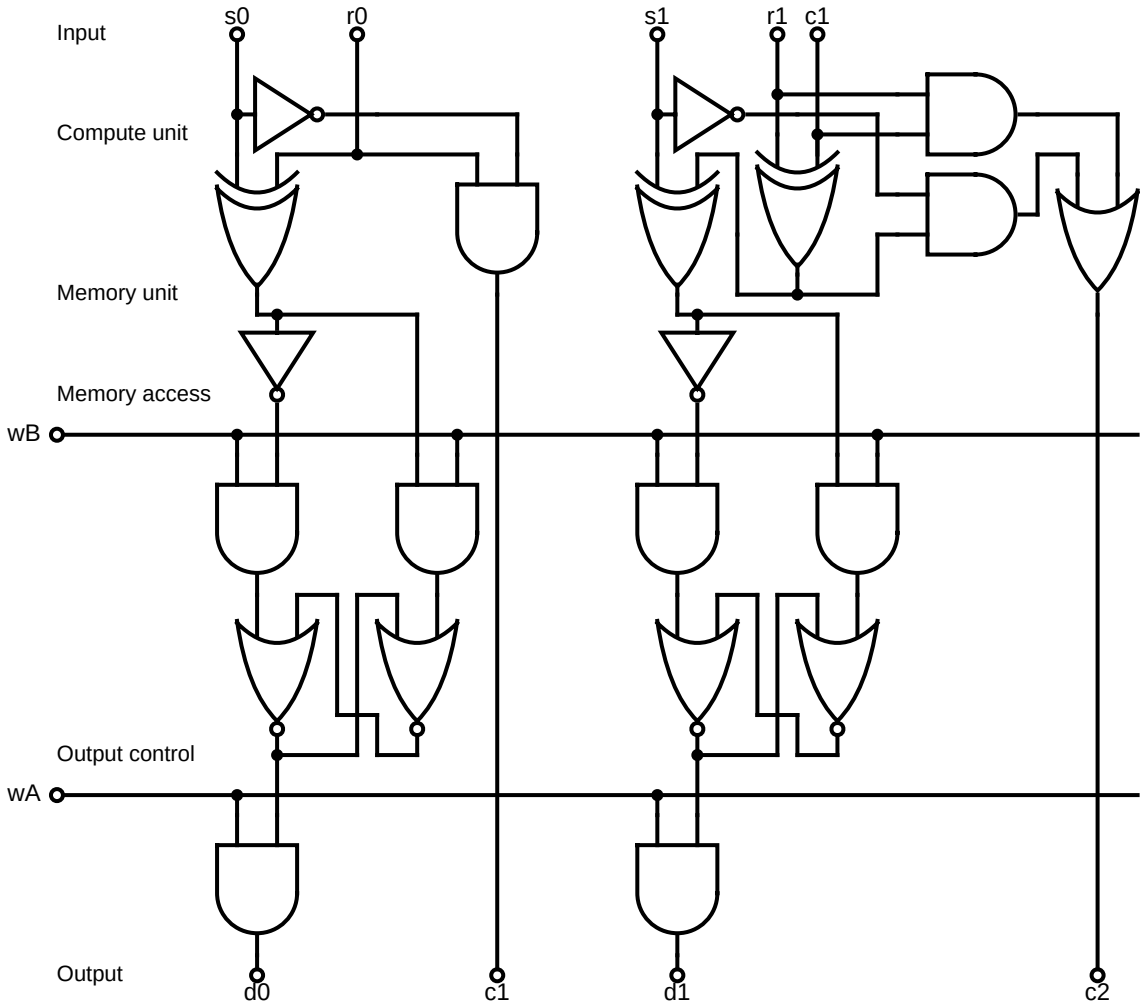 s0 r0 s1 r1 c1
Input
Compute unit
Memory unit
Memory access
wB
Output control
wA
Output
d0 c1 d1 c2